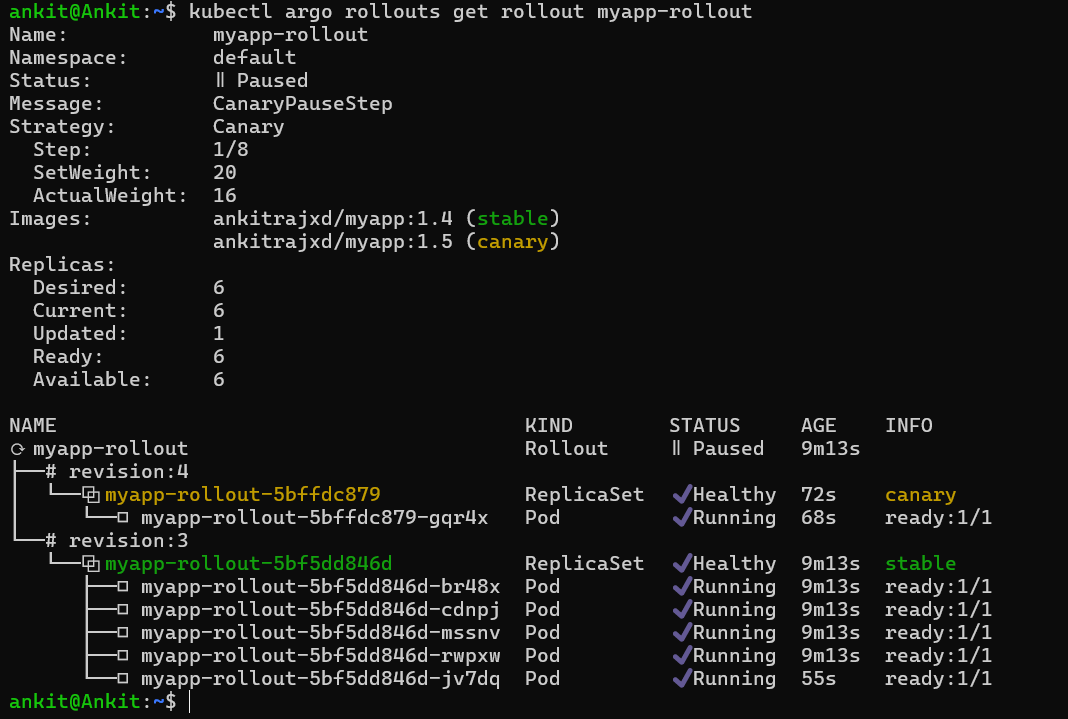 ankit@Ankit:~$ kubectl argo rollouts get rollout myapp-rollout
Name:            myapp-rollout
Namespace:       default
Status:          ॥ Paused
Message:         CanaryPauseStep
Strategy:        Canary
  Step:          1/8
  SetWeight:     20
  ActualWeight:  16
Images:          ankitrajxd/myapp:1.4 (stable)
                 ankitrajxd/myapp:1.5 (canary)
Replicas:
  Desired:       6
  Current:       6
  Updated:       1
  Ready:         6
  Available:     6

NAME                                       KIND        STATUS     AGE    INFO
⟳ myapp-rollout                            Rollout     ॥ Paused   9m13s
├──# revision:4
│  └──⧉ myapp-rollout-5bffdc879            ReplicaSet  ✔ Healthy  72s    canary
│     └──□ myapp-rollout-5bffdc879-gqr4x   Pod         ✔ Running  68s    ready:1/1
└──# revision:3
   └──⧉ myapp-rollout-5bf5dd846d           ReplicaSet  ✔ Healthy  9m13s  stable
      ├──□ myapp-rollout-5bf5dd846d-br48x  Pod         ✔ Running  9m13s  ready:1/1
      ├──□ myapp-rollout-5bf5dd846d-cdnpj  Pod         ✔ Running  9m13s  ready:1/1
      ├──□ myapp-rollout-5bf5dd846d-mssnv  Pod         ✔ Running  9m13s  ready:1/1
      ├──□ myapp-rollout-5bf5dd846d-rwpxw  Pod         ✔ Running  9m13s  ready:1/1
      └──□ myapp-rollout-5bf5dd846d-jv7dq  Pod         ✔ Running  55s    ready:1/1
ankit@Ankit:~$